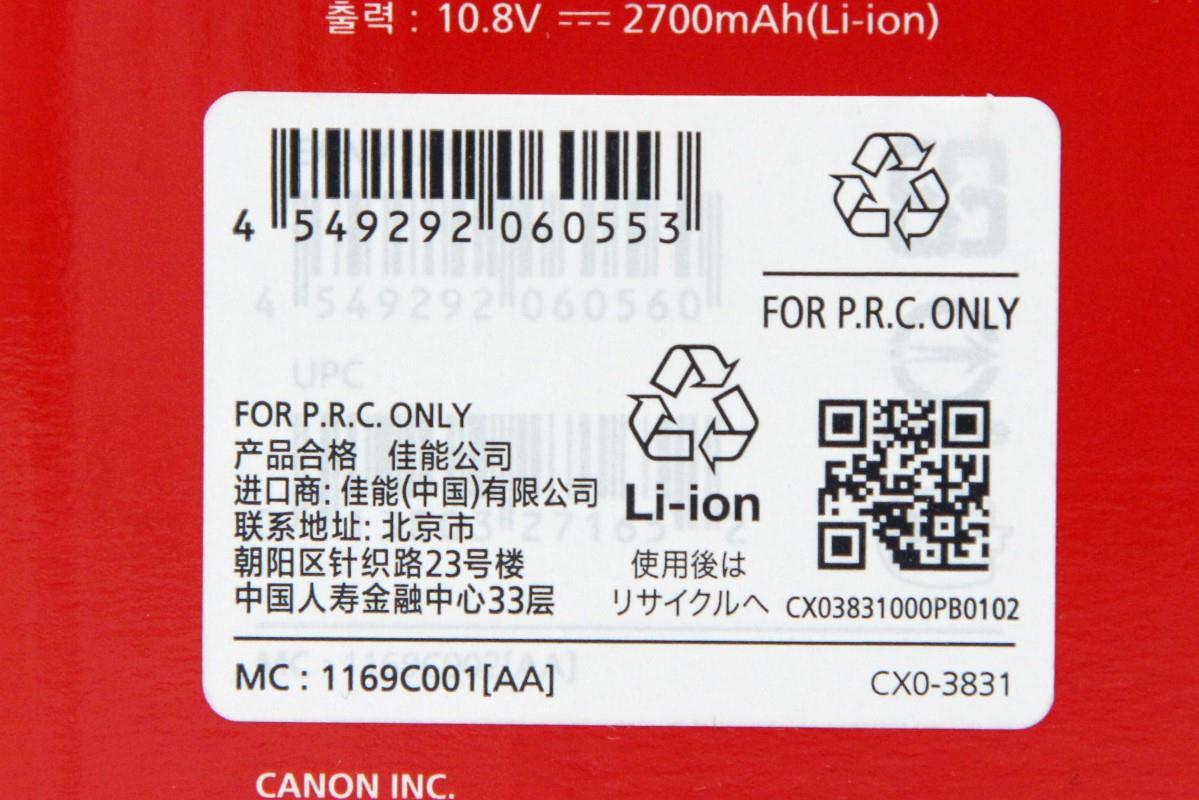 출력 : 10.8V ⎓ 2700mAh(Li-ion)
4 549292 060553
FOR P.R.C. ONLY
4 549292 060560
UPC
FOR P.R.C. ONLY
产品合格 佳能公司
进口商: 佳能(中国)有限公司
联系地址: 北京市
朝阳区针织路23号楼
中国人寿金融中心33层
Li-ion
使用後は
リサイクルへ
CX03831000PB0102
MC : 1169C001[AA]
CX0-3831
CANON INC.